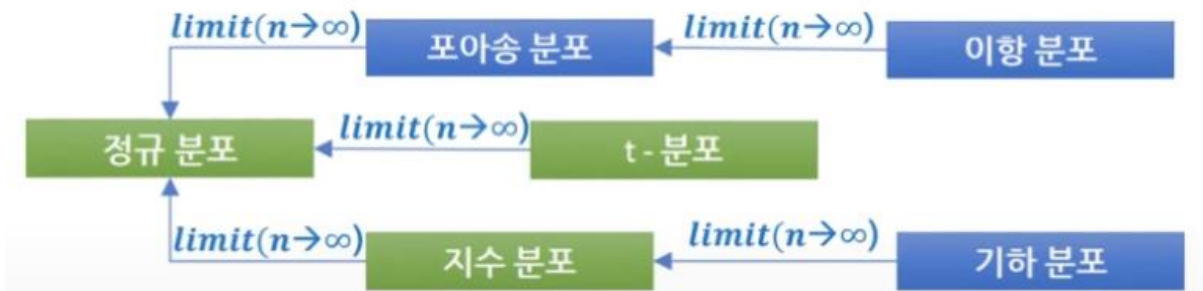 limit(n→∞) 포아송 분포 limit(n→∞) 이항 분포
정규 분포 limit(n→∞) t - 분포
limit(n→∞) 지수 분포 limit(n→∞) 기하 분포